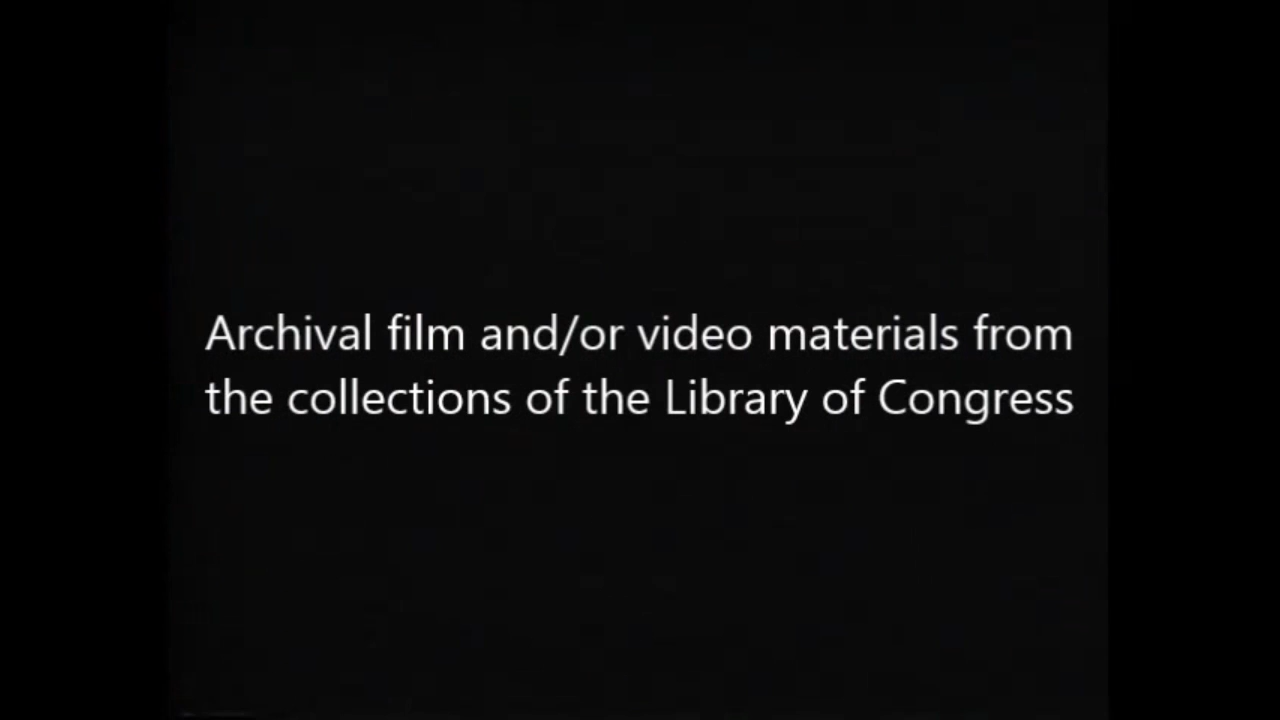 Archival film and/or video materials from
the collections of the Library of Congress